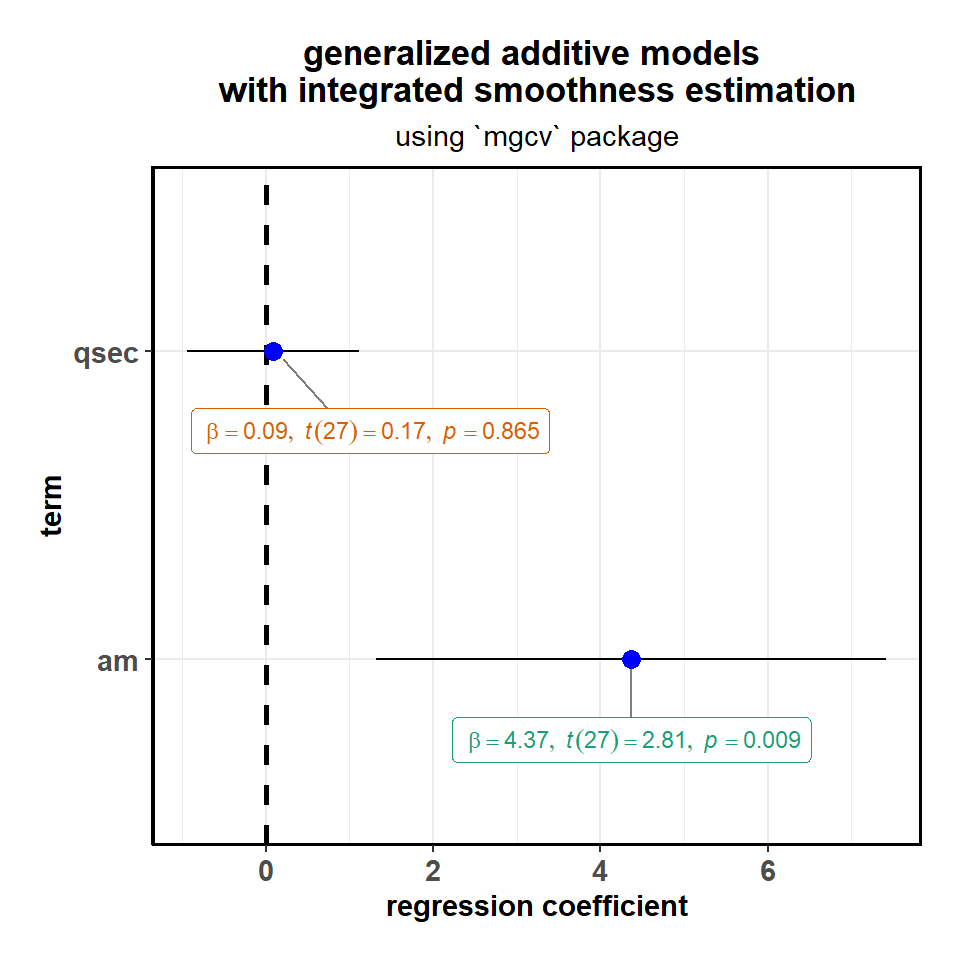 generalized additive models
with integrated smoothness estimation
using `mgcv` package
qsec
β = 0.09, t(27) = 0.17, p = 0.865
term
am
β = 4.37, t(27) = 2.81, p = 0.009
0 2 4 6
regression coefficient